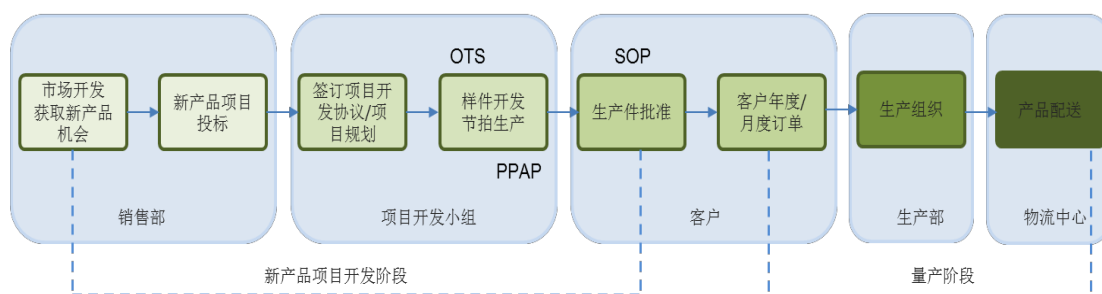 OTS
SOP
市场开发
获取新产品
机会
新产品项目
投标
签订项目开
发协议/项
目规划
样件开发
节拍生产
生产件批准
客户年度/
月度订单
生产组织
产品配送
PPAP
销售部
项目开发小组
客户
生产部
物流中心
新产品项目开发阶段
量产阶段